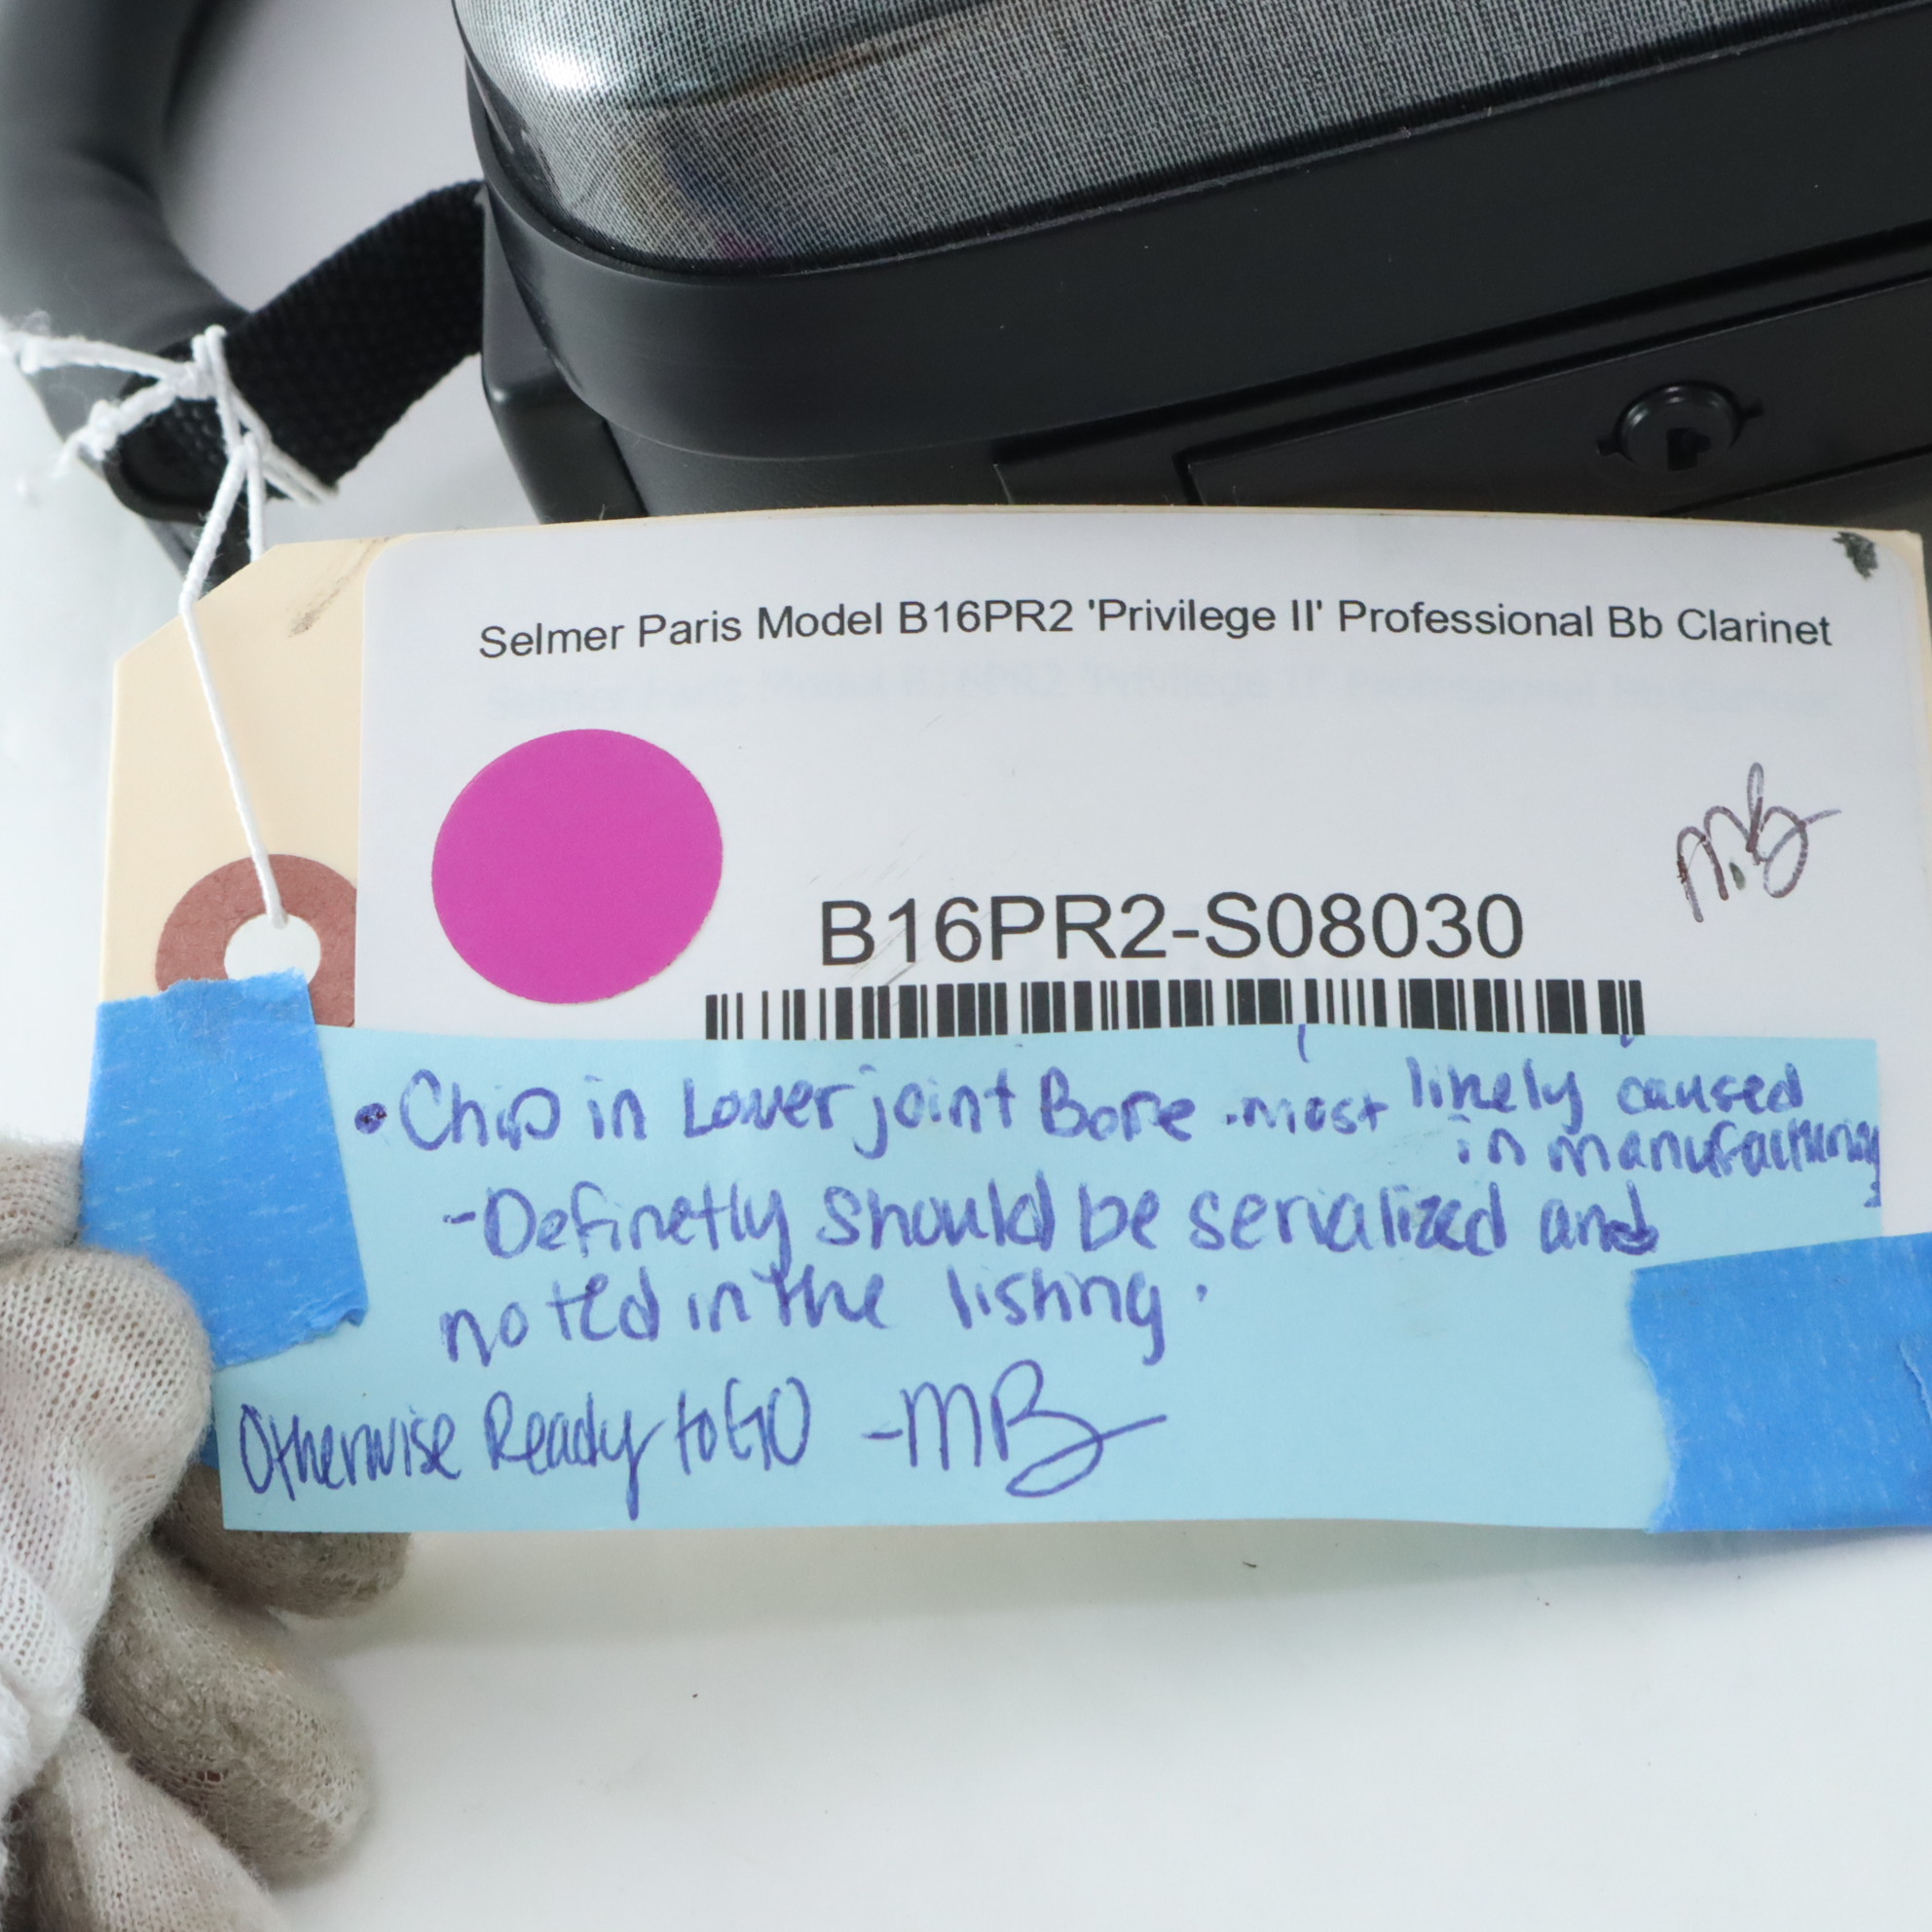 Selmer Paris Model B16PR2 'Privilege II' Professional Bb Clarinet
MB
B16PR2-S08030
• Chip in Lower joint Bore - most likely caused
in manufacturing
- Definetly should be serialized and
noted in the listing.
Otherwise Ready to GO - MB